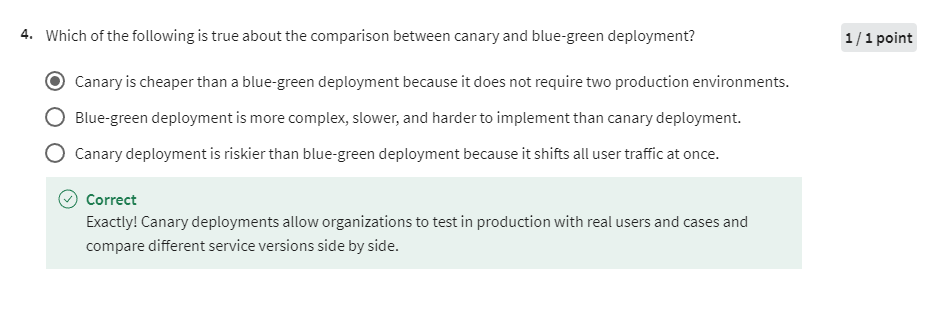 4. Which of the following is true about the comparison between canary and blue-green deployment?
1 / 1 point
Canary is cheaper than a blue-green deployment because it does not require two production environments.
Blue-green deployment is more complex, slower, and harder to implement than canary deployment.
Canary deployment is riskier than blue-green deployment because it shifts all user traffic at once.
Correct
Exactly! Canary deployments allow organizations to test in production with real users and cases and
compare different service versions side by side.